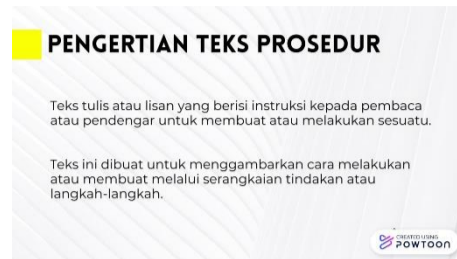 PENGERTIAN TEKS PROSEDUR
Teks tulis atau lisan yang berisi instruksi kepada pembaca
atau pendengar untuk membuat atau melakukan sesuatu.
Teks ini dibuat untuk menggambarkan cara melakukan
atau membuat melalui serangkaian tindakan atau
langkah-langkah.
CREATED USING
POWTOON